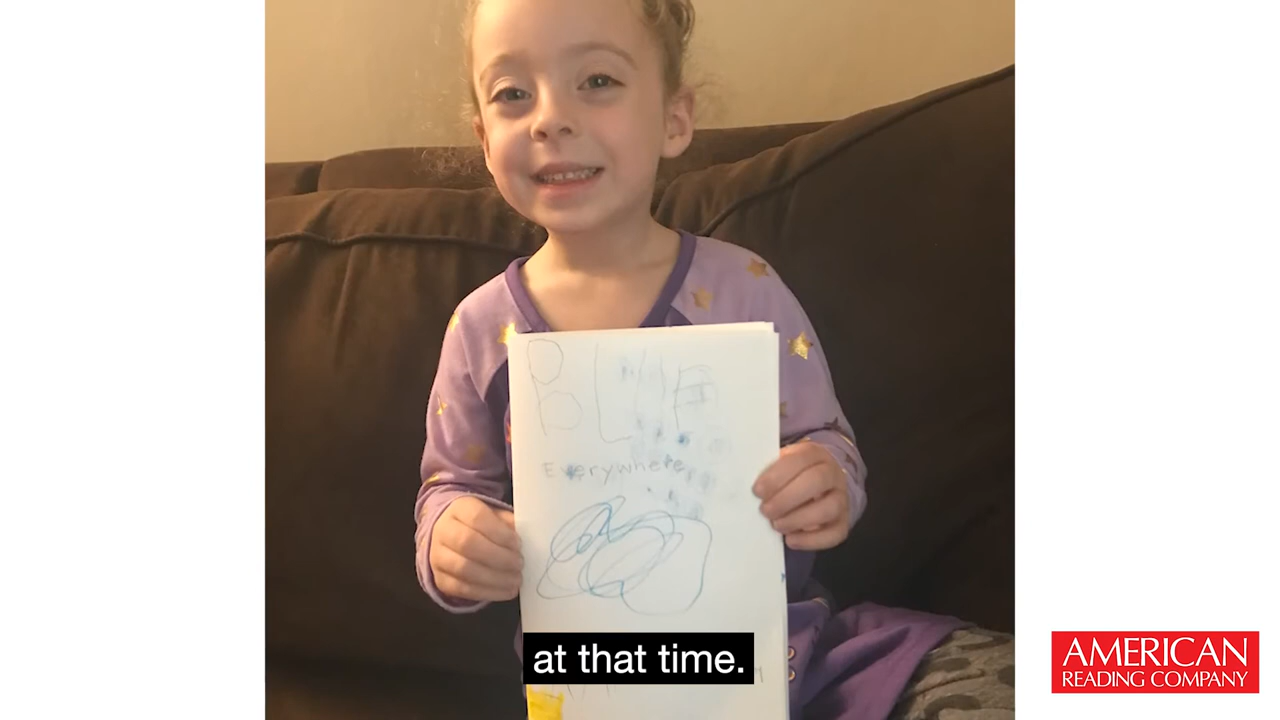 BLUE
Everywhere
at that time.
AMERICAN
READING COMPANY